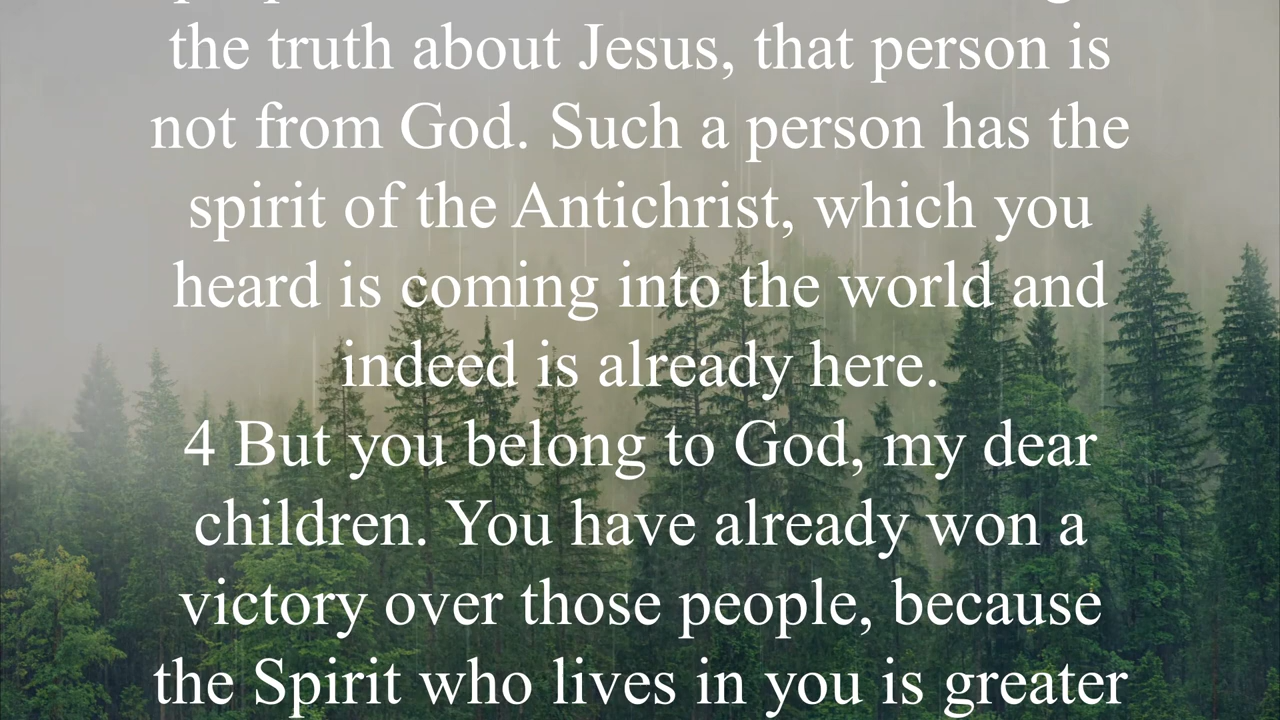 the truth about Jesus, that person is
not from God. Such a person has the
spirit of the Antichrist, which you
heard is coming into the world and
indeed is already here.
4 But you belong to God, my dear
children. You have already won a
victory over those people, because
the Spirit who lives in you is greater